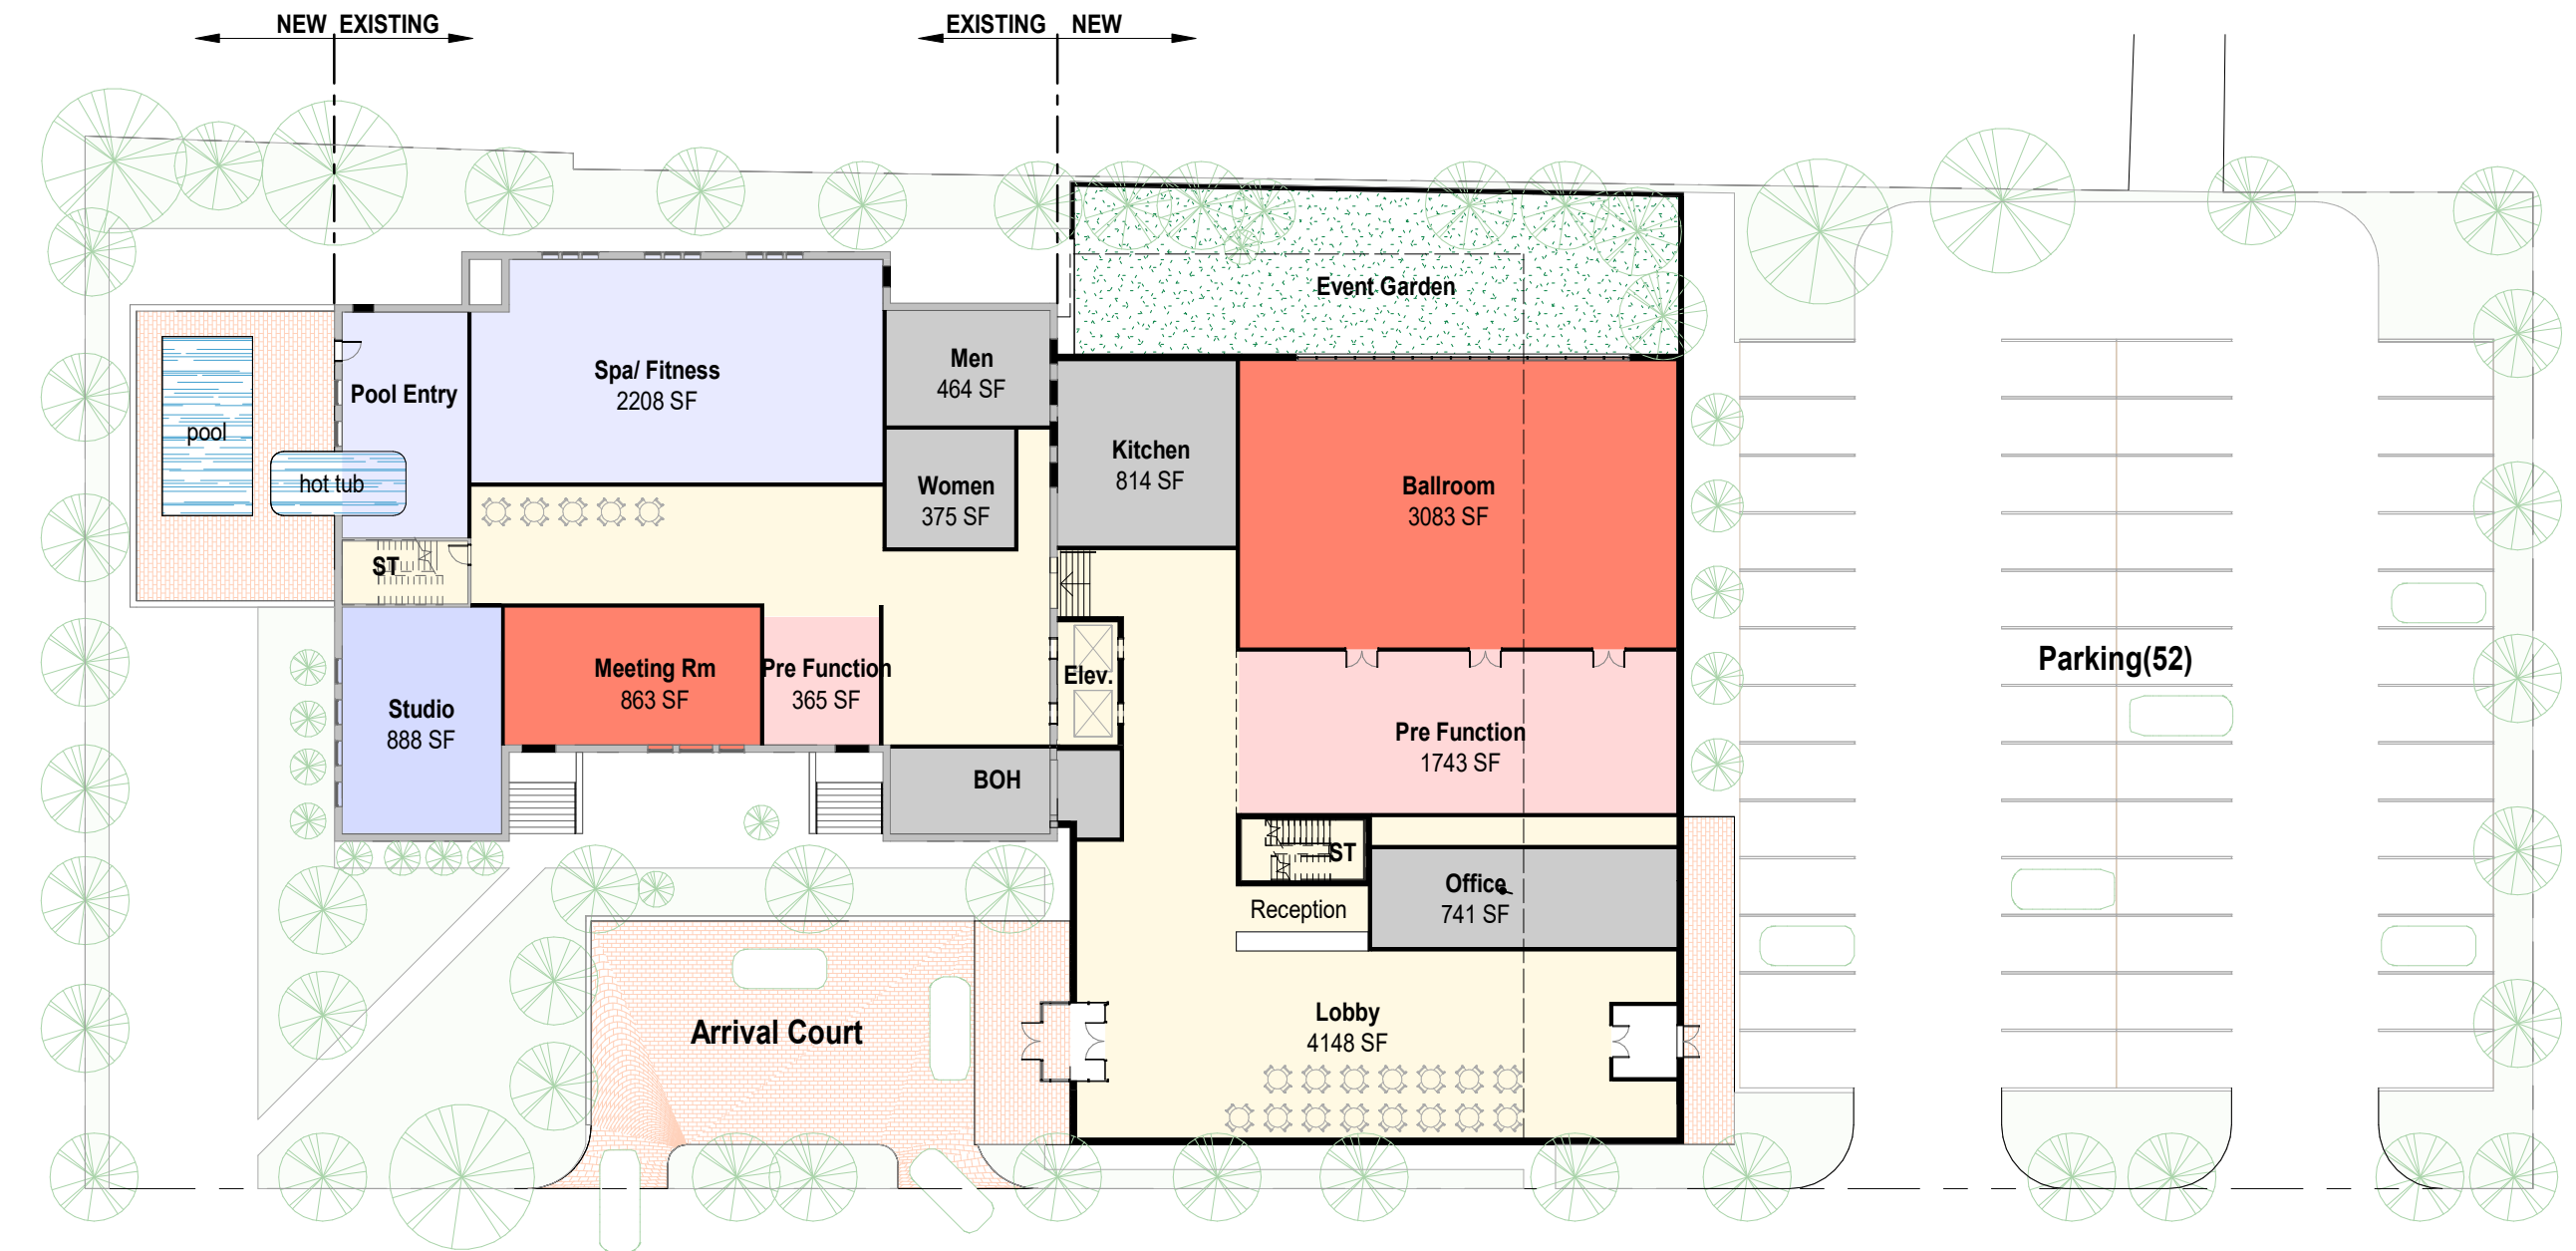 NEW EXISTING
EXISTING NEW
Event Garden
Spa/ Fitness
2208 SF
Men
464 SF
Pool Entry
pool
hot tub
Kitchen
814 SF
Women
375 SF
Ballroom
3083 SF
ST
Meeting Rm
863 SF
Pre Function
365 SF
Elev.
Parking(52)
Studio
888 SF
Pre Function
1743 SF
BOH
ST
Office
741 SF
Reception
Lobby
4148 SF
Arrival Court